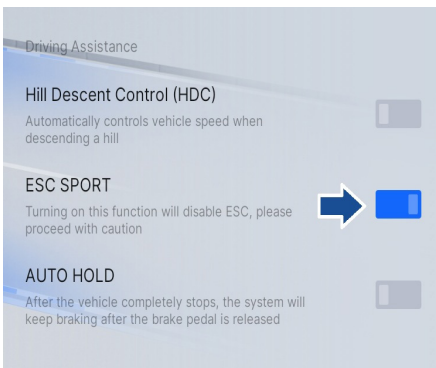 Driving Assistance
Hill Descent Control (HDC)
Automatically controls vehicle speed when
descending a hill
ESC SPORT
Turning on this function will disable ESC, please
proceed with caution
AUTO HOLD
After the vehicle completely stops, the system will
keep braking after the brake pedal is released